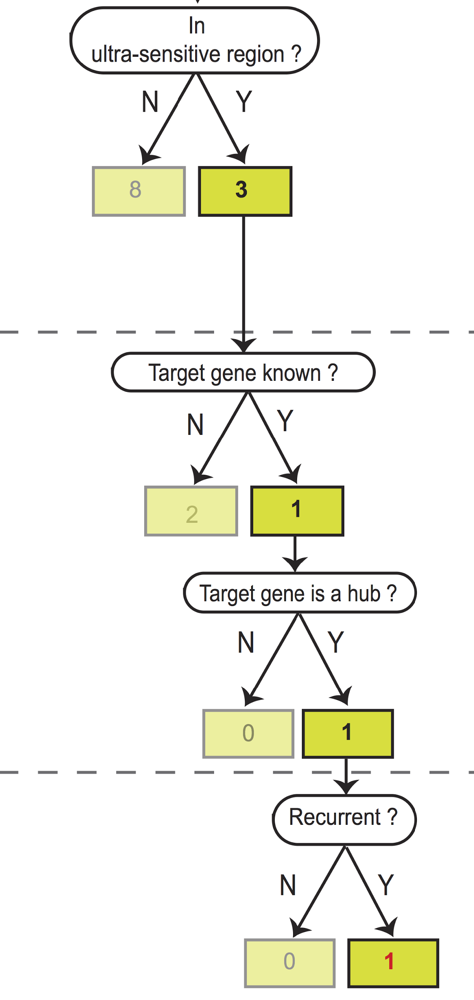 In
ultra-sensitive region ?
N
Y
8
3
Target gene known ?
N
Y
2
1
Target gene is a hub ?
N
Y
0
1
Recurrent ?
N
Y
0
1